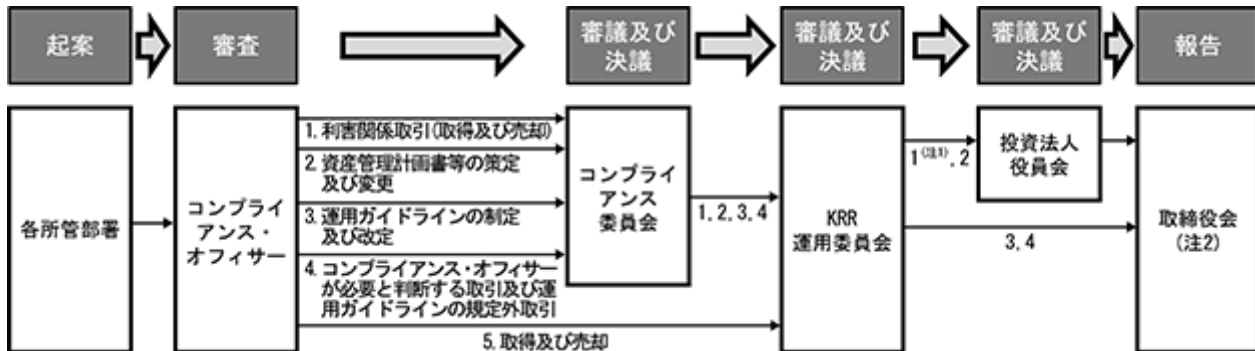 起案
審査
審議及び
決議
審議及び
決議
審議及び
決議
報告
各所管部署
コンプライ
アンス・
オフィサー
1. 利害関係取引(取得及び売却)
2. 資産管理計画書等の策定
及び変更
3. 運用ガイドラインの制定
及び改定
4. コンプライアンス・オフィサー
が必要と判断する取引及び運
用ガイドラインの規定外取引
5. 取得及び売却
コンプライ
アンス
委員会
1, 2, 3, 4
KRR
運用委員会
1(注1), 2
3, 4
投資法人
役員会
取締役会
(注2)